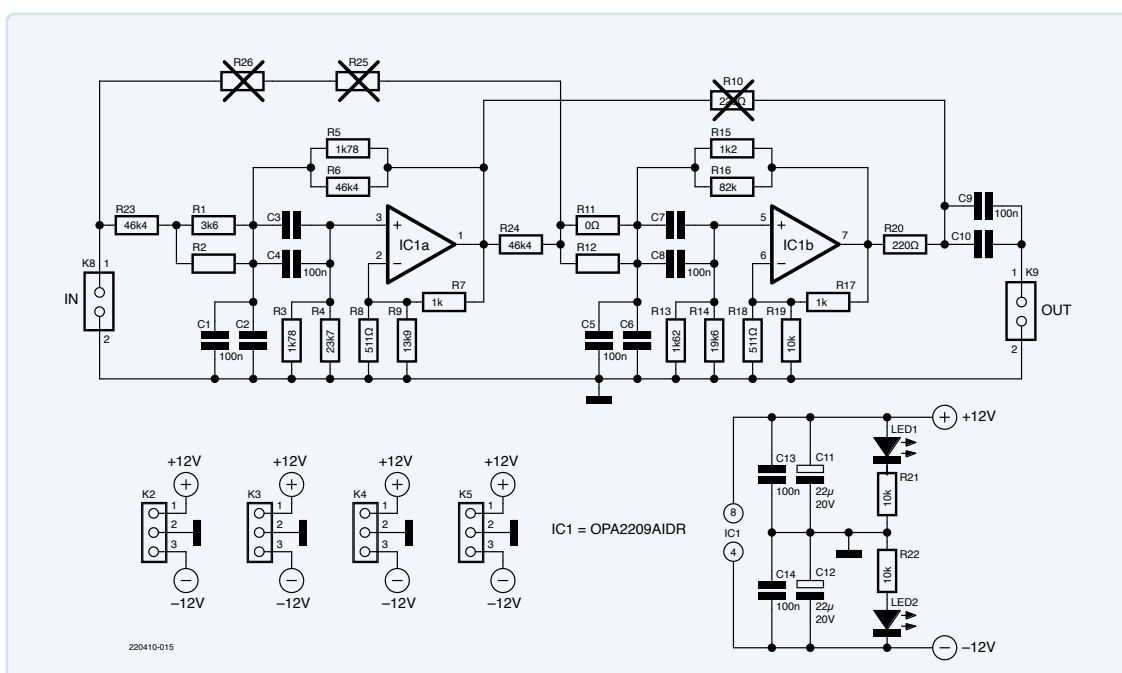 R26
R25
R10
R5
1k78
R6
46k4
R15
1k2
R16
82k
R23
46k4
R1
3k6
R2
C3
C4
100n
3
+
IC1a
1
2
–
R24
46k4
R11
0Ω
R12
C7
C8
100n
5
+
IC1b
7
6
–
R20
220Ω
C9
100n
C10
K8
1
IN
2
K9
1
OUT
2
R7
1k
R17
1k
C1
100n
C2
R3
1k78
R4
23k7
R8
511Ω
R9
13k9
C5
100n
C6
R13
1k62
R14
19k6
R18
511Ω
R19
10k
+12V
K2
1
2
3
–12V
+12V
K3
1
2
3
–12V
+12V
K4
1
2
3
–12V
+12V
K5
1
2
3
–12V
IC1 = OPA2209AIDR
+ +12V
LED1
C13
100n
C11
22µ
20V
R21
10k
8
IC1
4
R22
10k
C14
100n
C12
22µ
20V
LED2
– –12V
220410-015